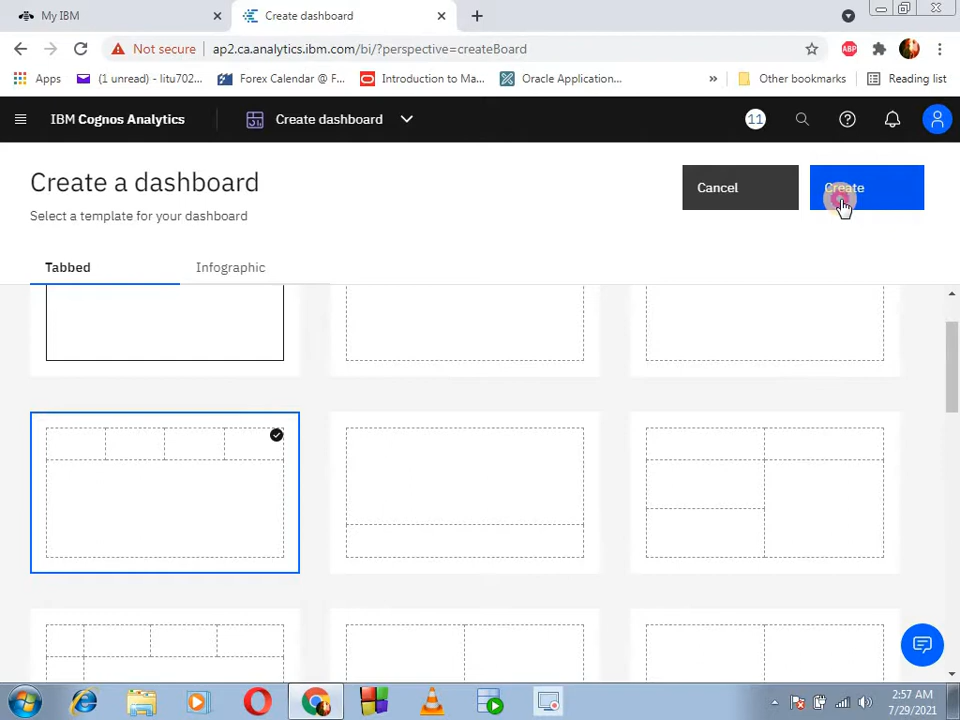 My IBM
Create dashboard
Not secure
ap2.ca.analytics.ibm.com/bi/?perspective=createBoard
ABP
Apps
(1 unread) - litu702...
Forex Calendar @ F...
Introduction to Ma...
Oracle Application...
»
Other bookmarks
Reading list
IBM Cognos Analytics
Create dashboard
11
Create a dashboard
Select a template for your dashboard
Cancel
Create
Tabbed
Infographic
2:57 AM
7/29/2021